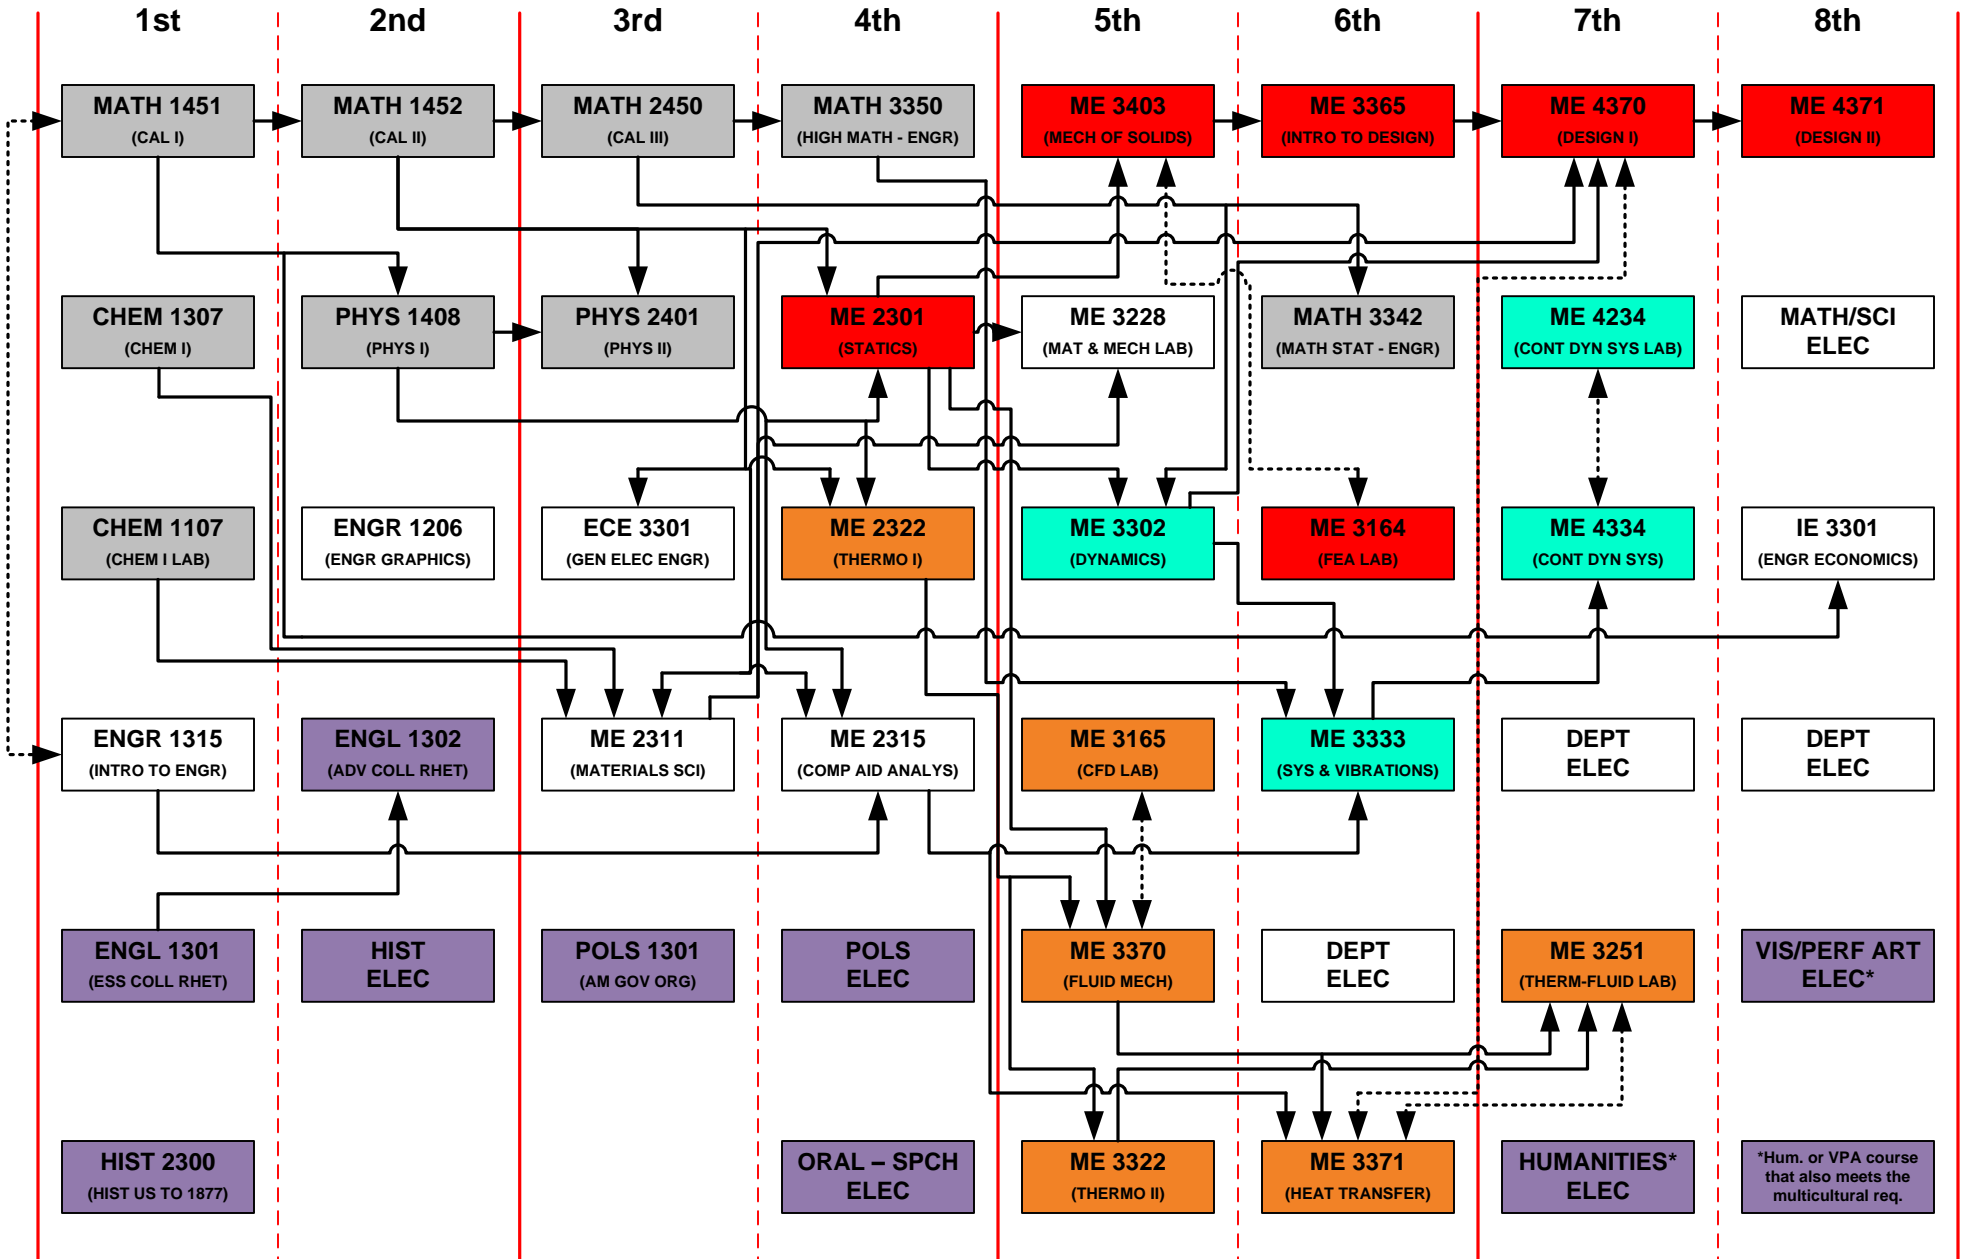 1st 2nd 3rd 4th 5th 6th 7th 8th
MATH 1451
(CAL I)
MATH 1452
(CAL II)
MATH 2450
(CAL III)
MATH 3350
(HIGH MATH - ENGR)
ME 3403
(MECH OF SOLIDS)
ME 3365
(INTRO TO DESIGN)
ME 4370
(DESIGN I)
ME 4371
(DESIGN II)
CHEM 1307
(CHEM I)
PHYS 1408
(PHYS I)
PHYS 2401
(PHYS II)
ME 2301
(STATICS)
ME 3228
(MAT & MECH LAB)
MATH 3342
(MATH STAT - ENGR)
ME 4234
(CONT DYN SYS LAB)
MATH/SCI
ELEC
CHEM 1107
(CHEM I LAB)
ENGR 1206
(ENGR GRAPHICS)
ECE 3301
(GEN ELEC ENGR)
ME 2322
(THERMO I)
ME 3302
(DYNAMICS)
ME 3164
(FEA LAB)
ME 4334
(CONT DYN SYS)
IE 3301
(ENGR ECONOMICS)
ENGR 1315
(INTRO TO ENGR)
ENGL 1302
(ADV COLL RHET)
ME 2311
(MATERIALS SCI)
ME 2315
(COMP AID ANALYS)
ME 3165
(CFD LAB)
ME 3333
(SYS & VIBRATIONS)
DEPT
ELEC
DEPT
ELEC
ENGL 1301
(ESS COLL RHET)
HIST
ELEC
POLS 1301
(AM GOV ORG)
POLS
ELEC
ME 3370
(FLUID MECH)
DEPT
ELEC
ME 3251
(THERM-FLUID LAB)
VIS/PERF ART
ELEC*
HIST 2300
(HIST US TO 1877)
ORAL – SPCH
ELEC
ME 3322
(THERMO II)
ME 3371
(HEAT TRANSFER)
HUMANITIES*
ELEC
*Hum. or VPA course
that also meets the
multicultural req.